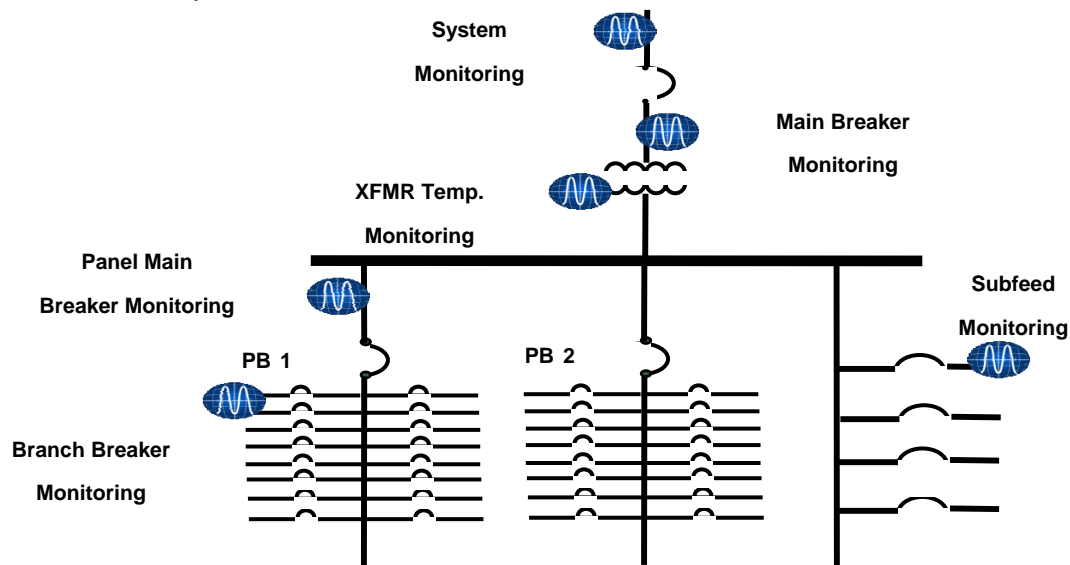 System
Monitoring
Main Breaker
Monitoring
XFMR Temp.
Monitoring
Panel Main
Breaker Monitoring
Subfeed
Monitoring
PB 1
PB 2
Branch Breaker
Monitoring